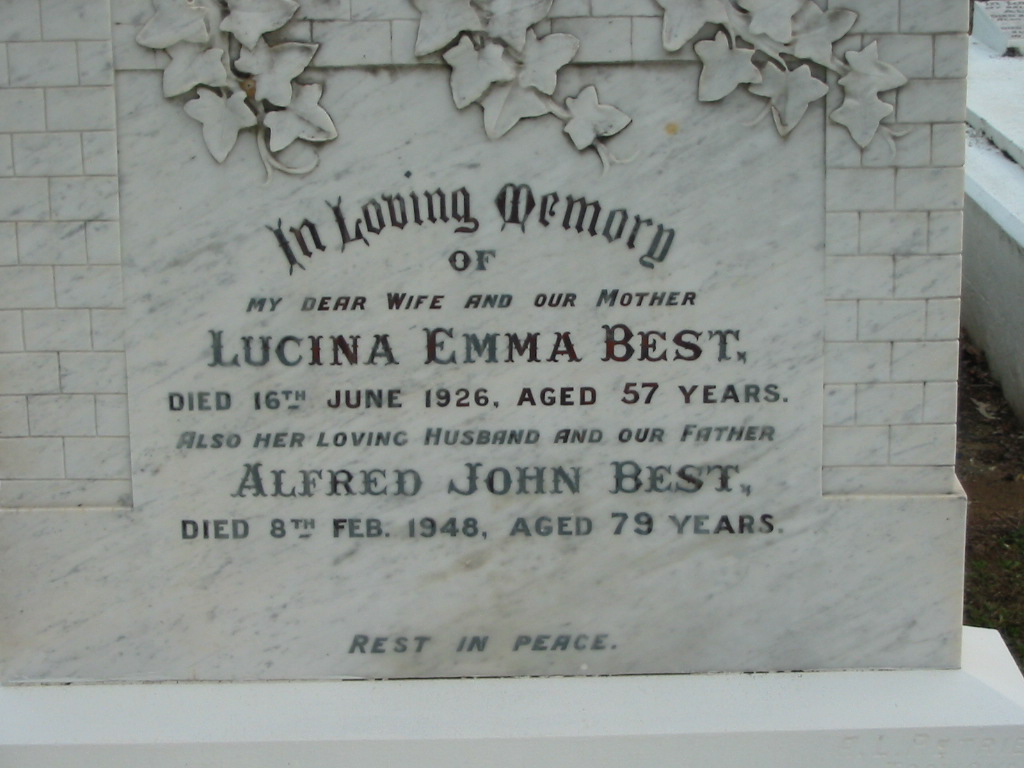 In Loving Memory
OF
MY DEAR WIFE AND OUR MOTHER
LUCINA EMMA BEST,
DIED 16TH JUNE 1926, AGED 57 YEARS.
ALSO HER LOVING HUSBAND AND OUR FATHER
ALFRED JOHN BEST,
DIED 8TH FEB. 1948, AGED 79 YEARS.
REST IN PEACE.